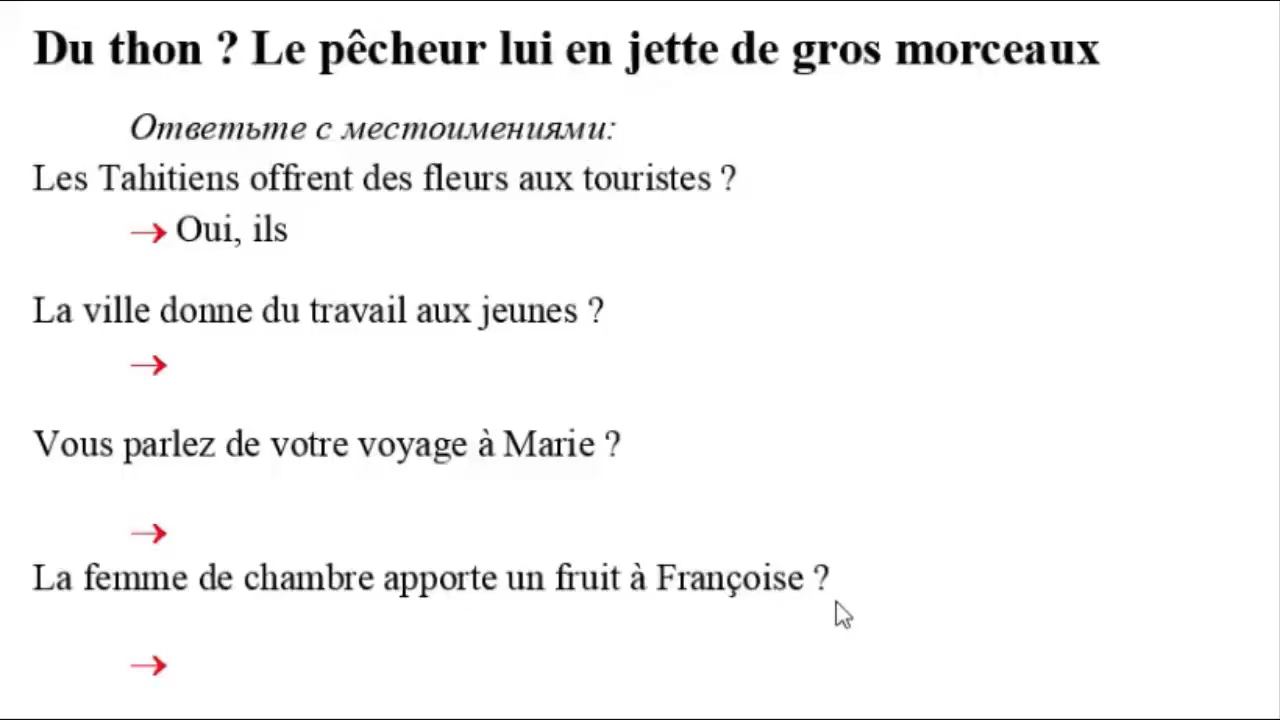 Du thon ? Le pêcheur lui en jette de gros morceaux
Ответьте с местоимениями:
Les Tahitiens offrent des fleurs aux touristes ?
→ Oui, ils
La ville donne du travail aux jeunes ?
→
Vous parlez de votre voyage à Marie ?
→
La femme de chambre apporte un fruit à Françoise ?
→